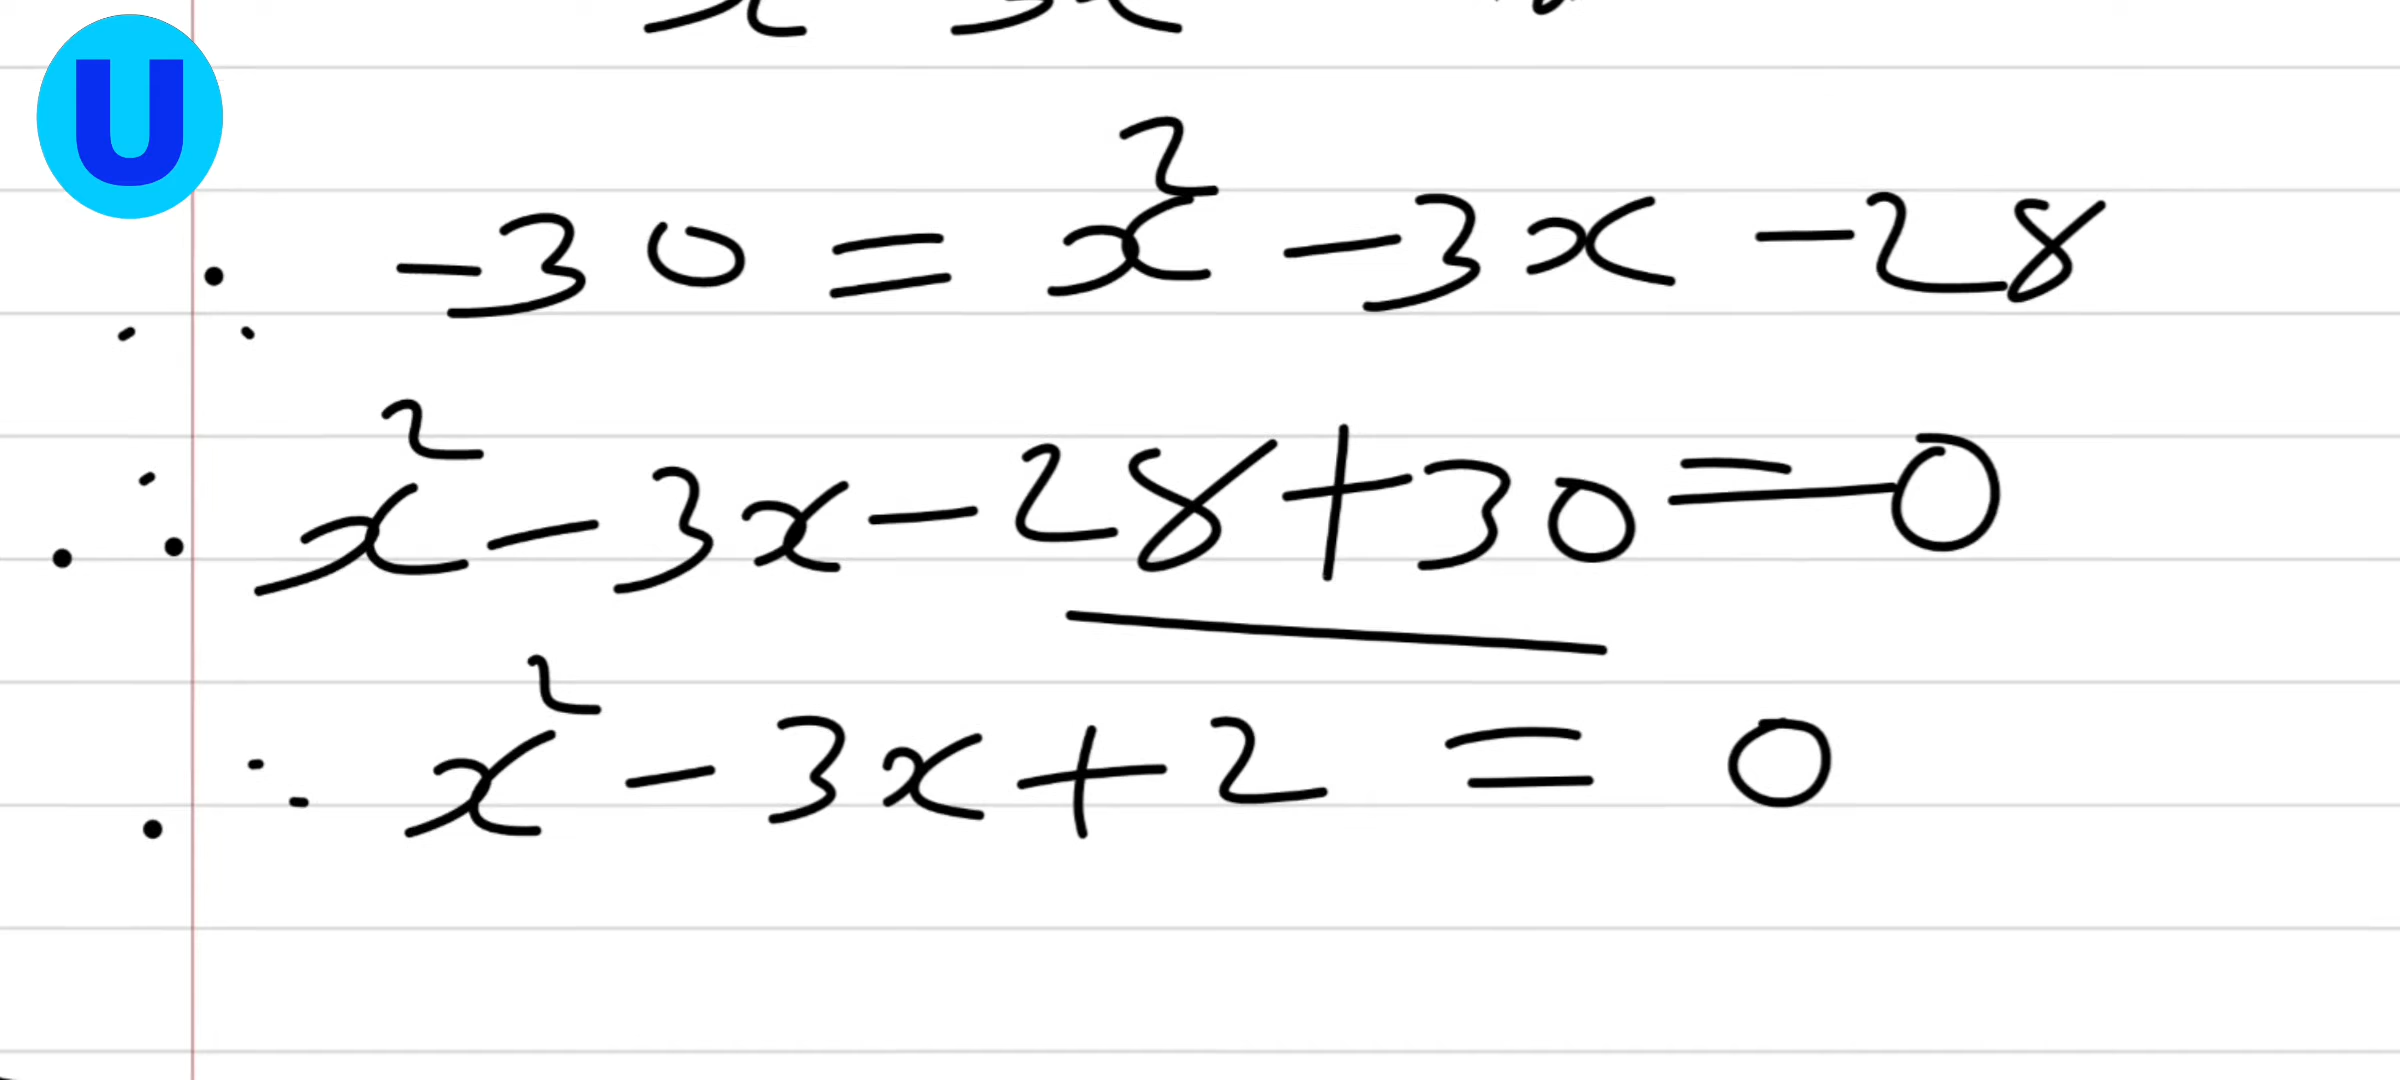 U
∴ -30 = x² - 3x - 28
∴ x² - 3x - 28 + 30 = 0
∴ x² - 3x + 2 = 0